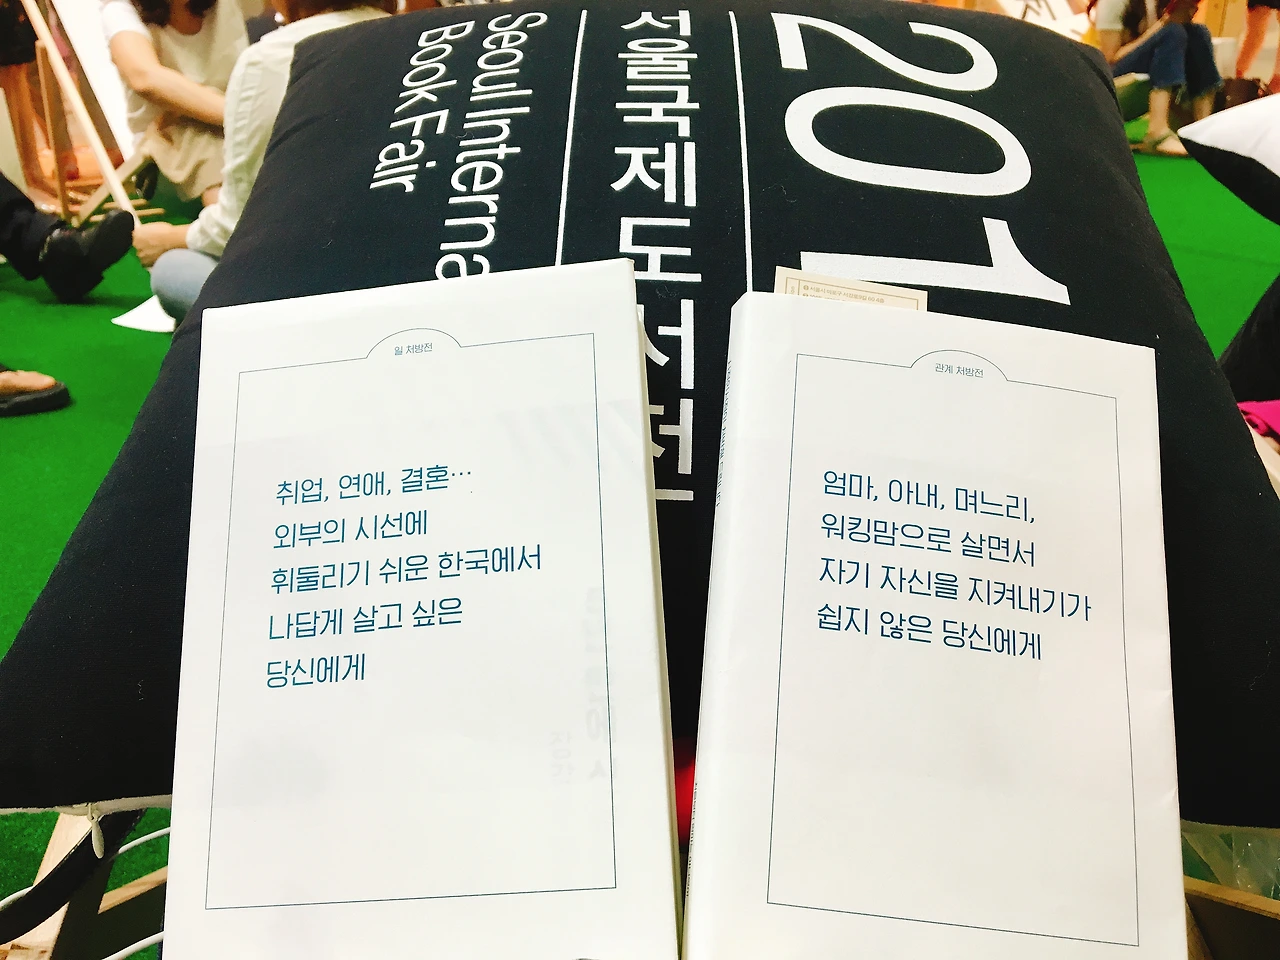 201
서울국제도서전
Seoul Interna
Book Fair
일 처방전
취업, 연애, 결혼…
외부의 시선에
휘둘리기 쉬운 한국에서
나답게 살고 싶은
당신에게
관계 처방전
엄마, 아내, 며느리,
워킹맘으로 살면서
자기 자신을 지켜내기가
쉽지 않은 당신에게